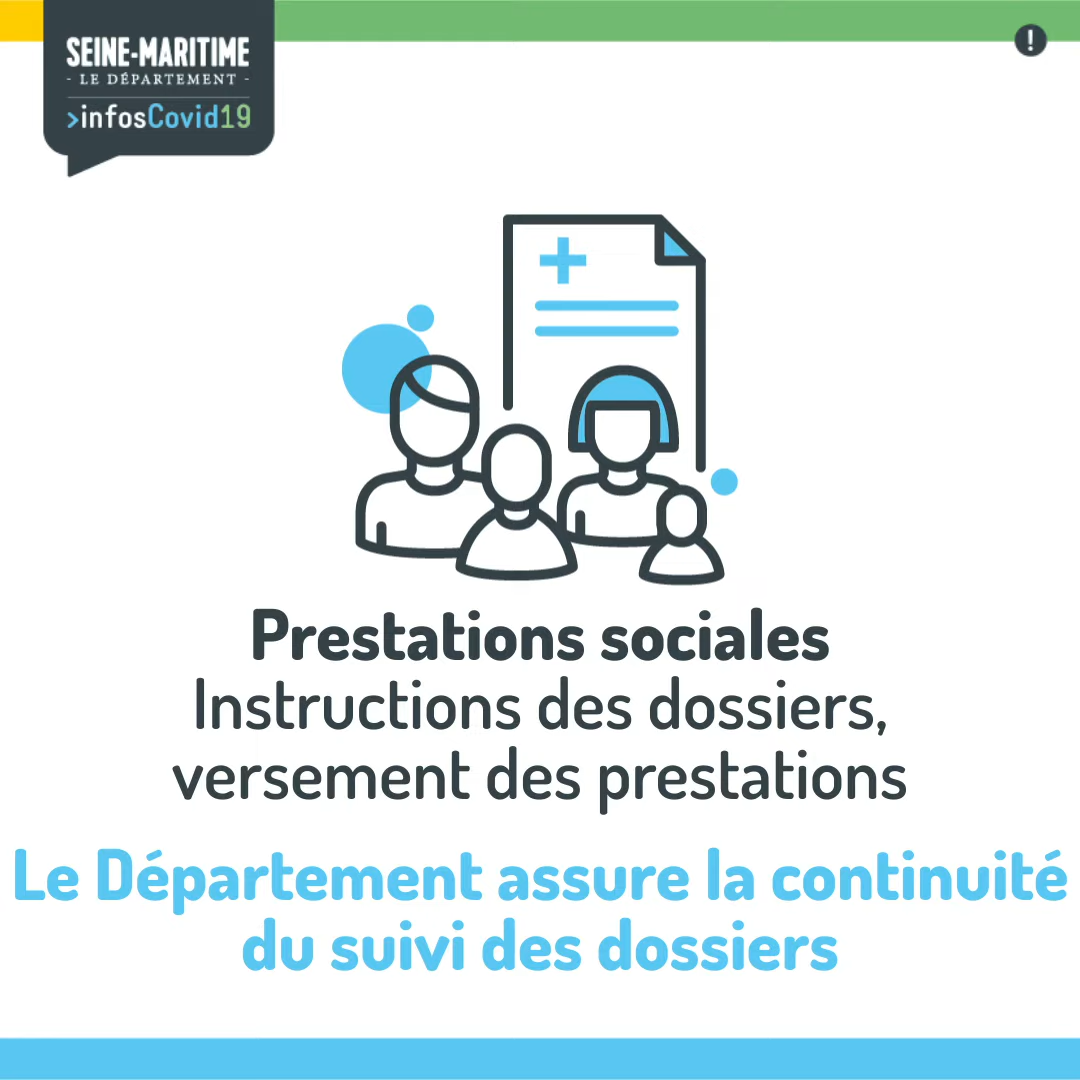 SEINE-MARITIME
- LE DÉPARTEMENT -
>infosCovid19
!
Prestations sociales
Instructions des dossiers,
versement des prestations
Le Département assure la continuité
du suivi des dossiers